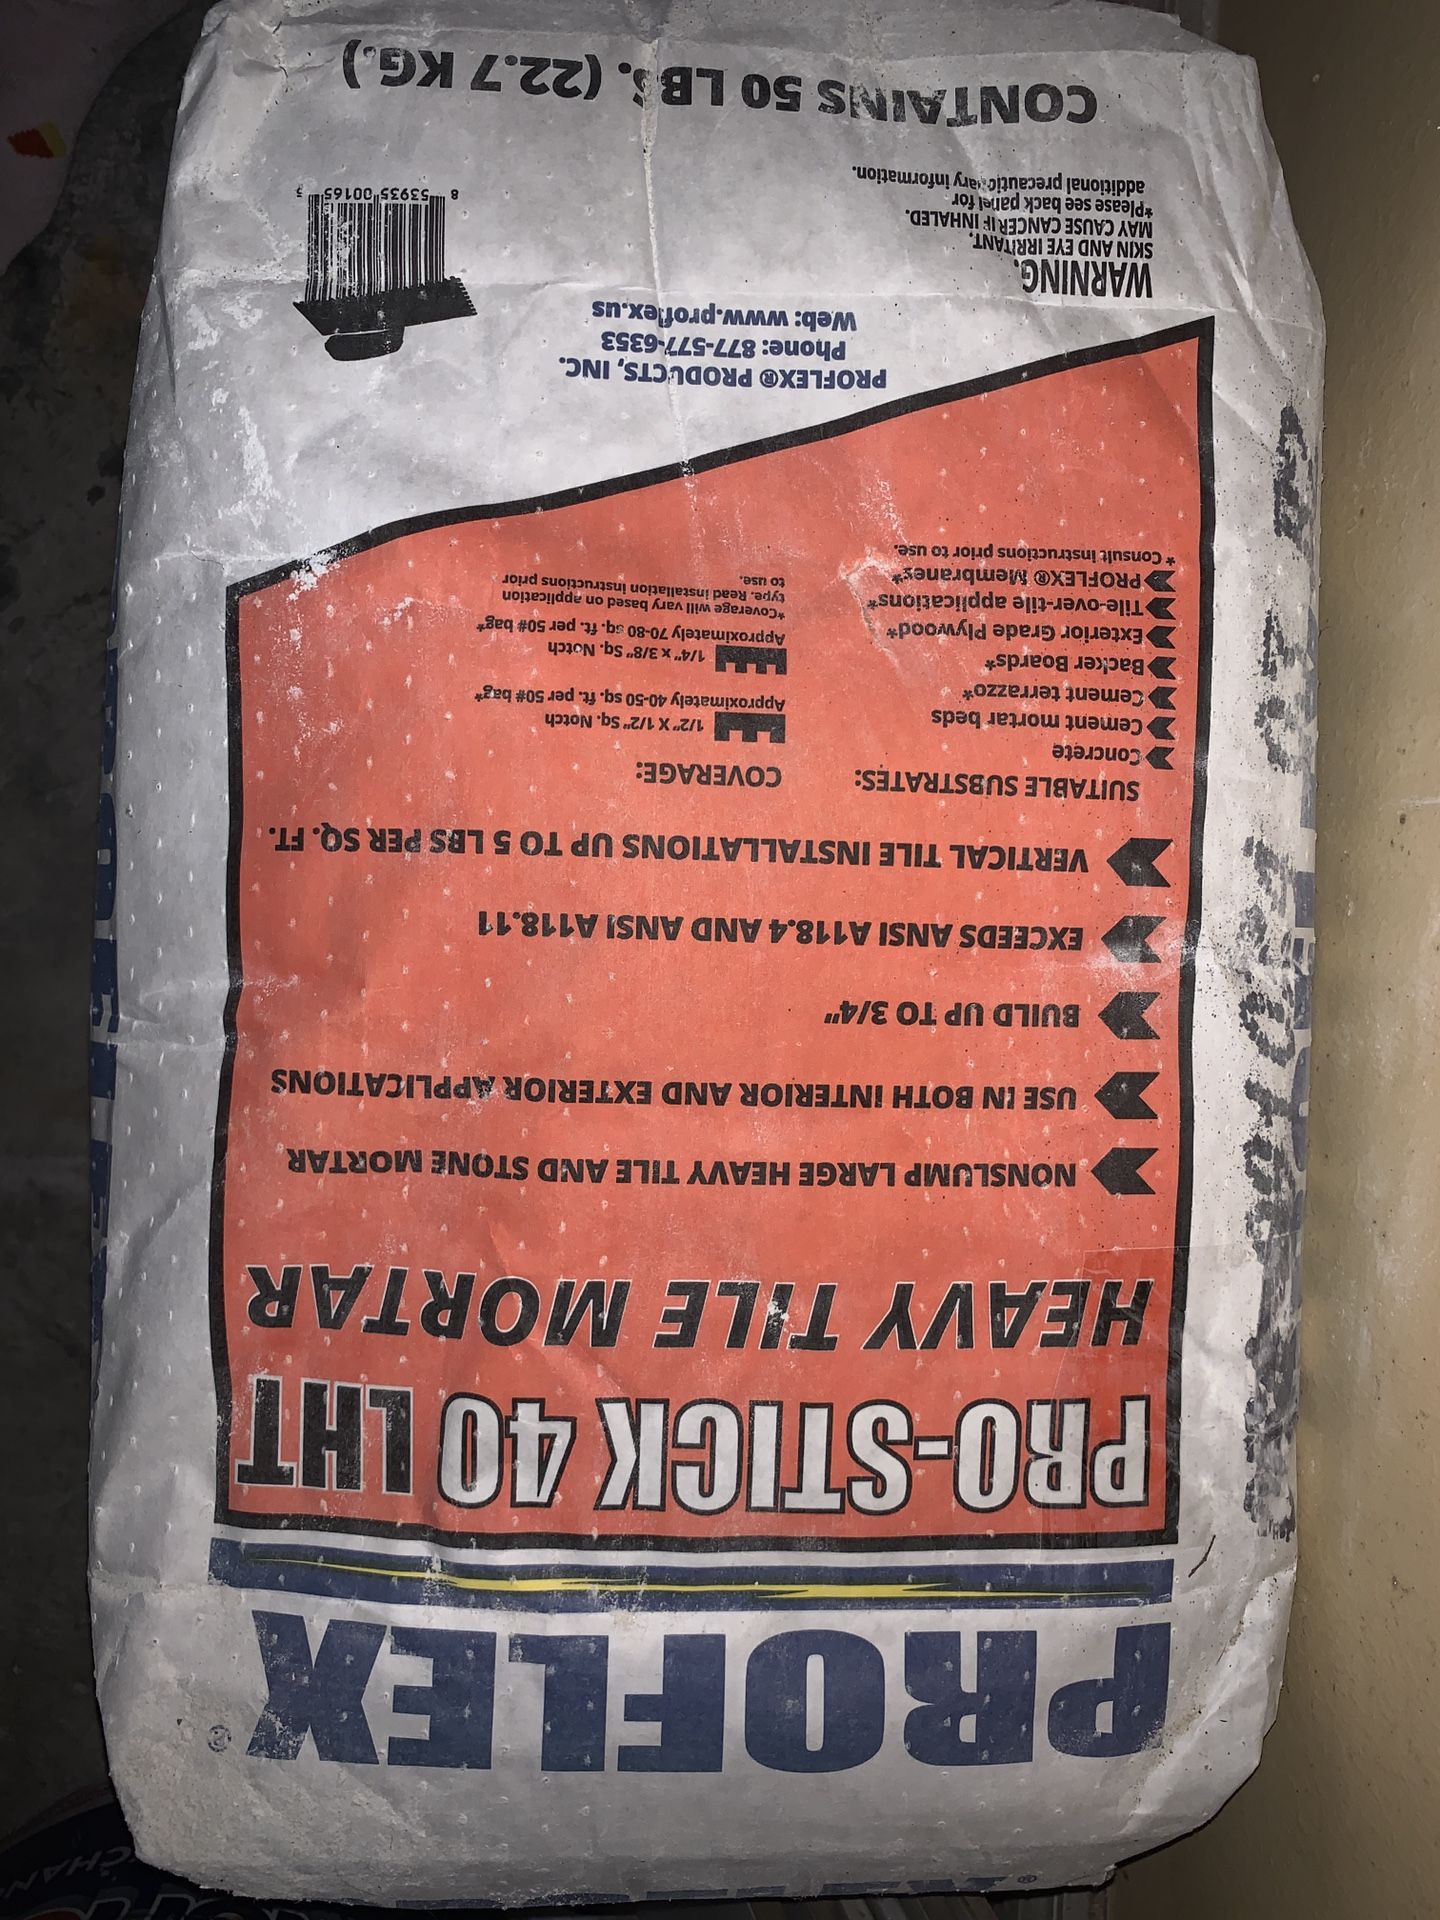 PROFLEX®
PRO-STICK 40 LHT
HEAVY TILE MORTAR
NONSLUMP LARGE HEAVY TILE AND STONE MORTAR
USE IN BOTH INTERIOR AND EXTERIOR APPLICATIONS
BUILD UP TO 3/4"
EXCEEDS ANSI A118.4 AND ANSI A118.11
VERTICAL TILE INSTALLATIONS UP TO 5 LBS PER SQ. FT.
SUITABLE SUBSTRATES:
Concrete
Cement mortar beds
Cement terrazzo*
Backer Boards*
Exterior Grade Plywood*
Tile-over-tile applications*
PROFLEX® Membranes*
* Consult instructions prior to use.
COVERAGE:
1/2" X 1/2" Sq. Notch
Approximately 40-50 sq. ft. per 50# bag*
1/4" x 3/8" Sq. Notch
Approximately 70-80 sq. ft. per 50# bag*
*Coverage will vary based on application
type. Read installation instructions prior
to use.
PROFLEX® PRODUCTS, INC.
Phone: 877-577-6353
Web: www.proflex.us
WARNING.
SKIN AND EYE IRRITANT,
MAY CAUSE CANCER IF INHALED.
*Please see back panel for
additional precautionary information.
8 53935 00165 3
CONTAINS 50 LBS. (22.7 KG.)